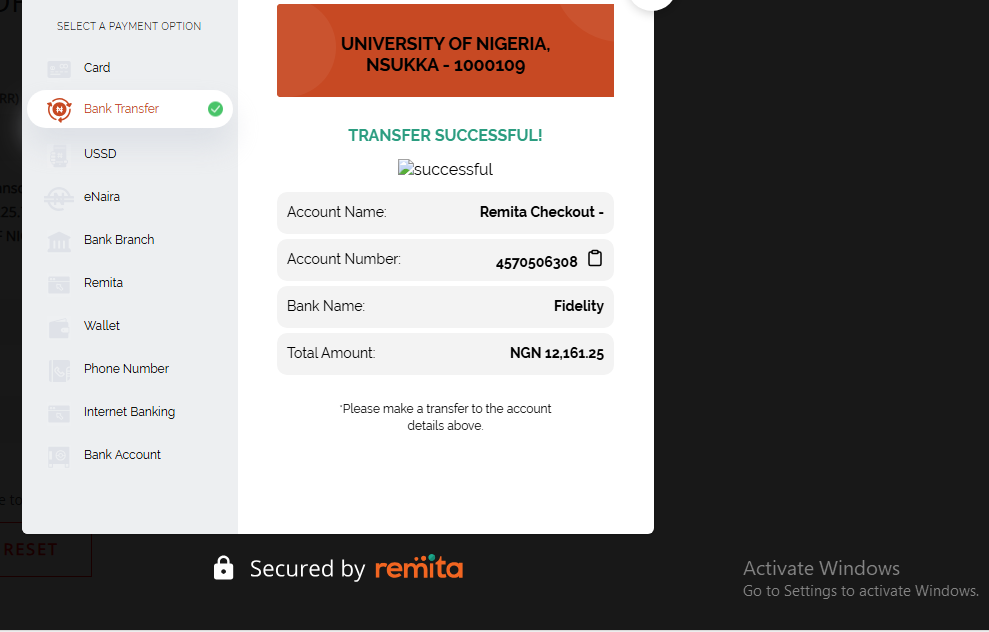 SELECT A PAYMENT OPTION
Card
Bank Transfer
USSD
eNaira
Bank Branch
Remita
Wallet
Phone Number
Internet Banking
Bank Account
UNIVERSITY OF NIGERIA,
NSUKKA - 1000109
TRANSFER SUCCESSFUL!
successful
Account Name: Remita Checkout -
Account Number: 4570506308
Bank Name: Fidelity
Total Amount: NGN 12,161.25
*Please make a transfer to the account
details above.
RESET
Secured by remita
Activate Windows
Go to Settings to activate Windows.